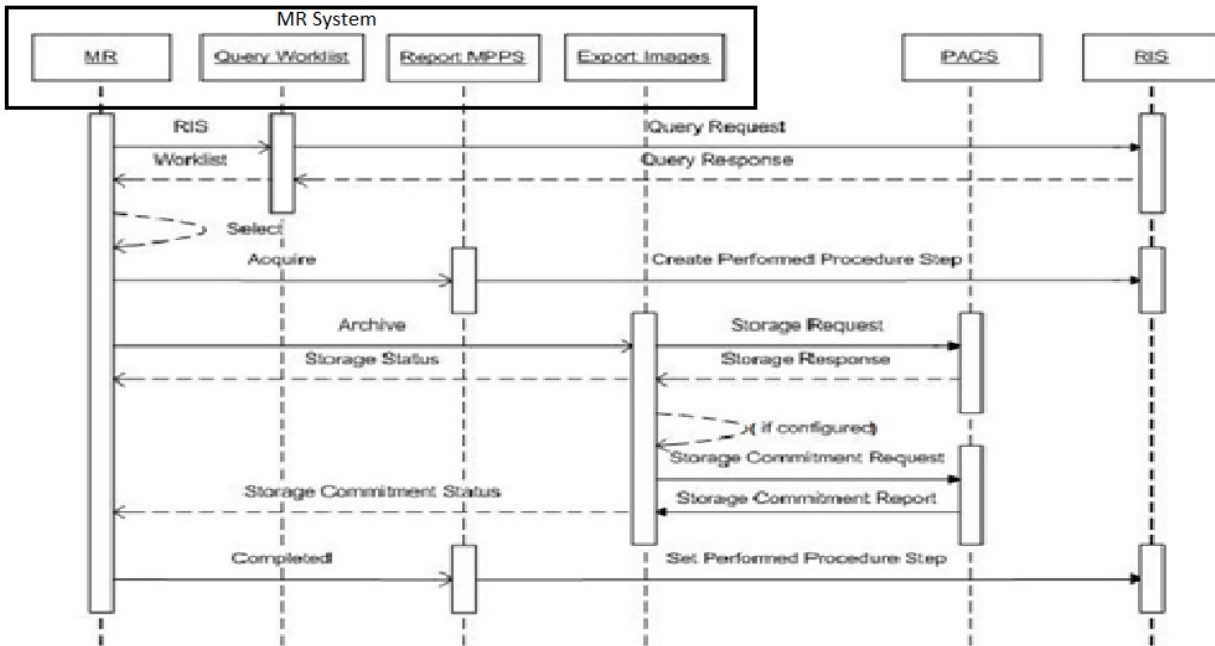 MR System
MR
Query Worklist
Report MPPS
Export Images
PACS
RIS
RIS
Query Request
Worklist
Query Response
Select
Acquire
Create Performed Procedure Step
Archive
Storage Request
Storage Status
Storage Response
( if configured)
Storage Commitment Request
Storage Commitment Status
Storage Commitment Report
Completed
Set Performed Procedure Step